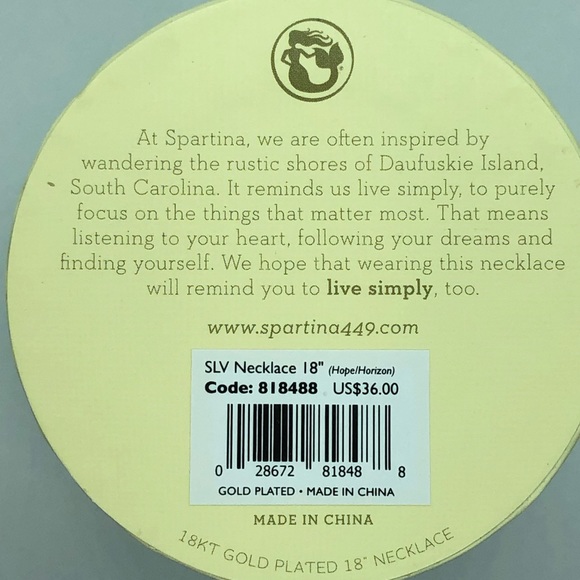 At Spartina, we are often inspired by
wandering the rustic shores of Daufuskie Island,
South Carolina. It reminds us live simply, to purely
focus on the things that matter most. That means
listening to your heart, following your dreams and
finding yourself. We hope that wearing this necklace
will remind you to live simply, too.
www.spartina449.com
SLV Necklace 18" (Hope/Horizon)
Code: 818488 US$36.00
0 28672 81848 8
GOLD PLATED • MADE IN CHINA
MADE IN CHINA
18KT GOLD PLATED 18" NECKLACE